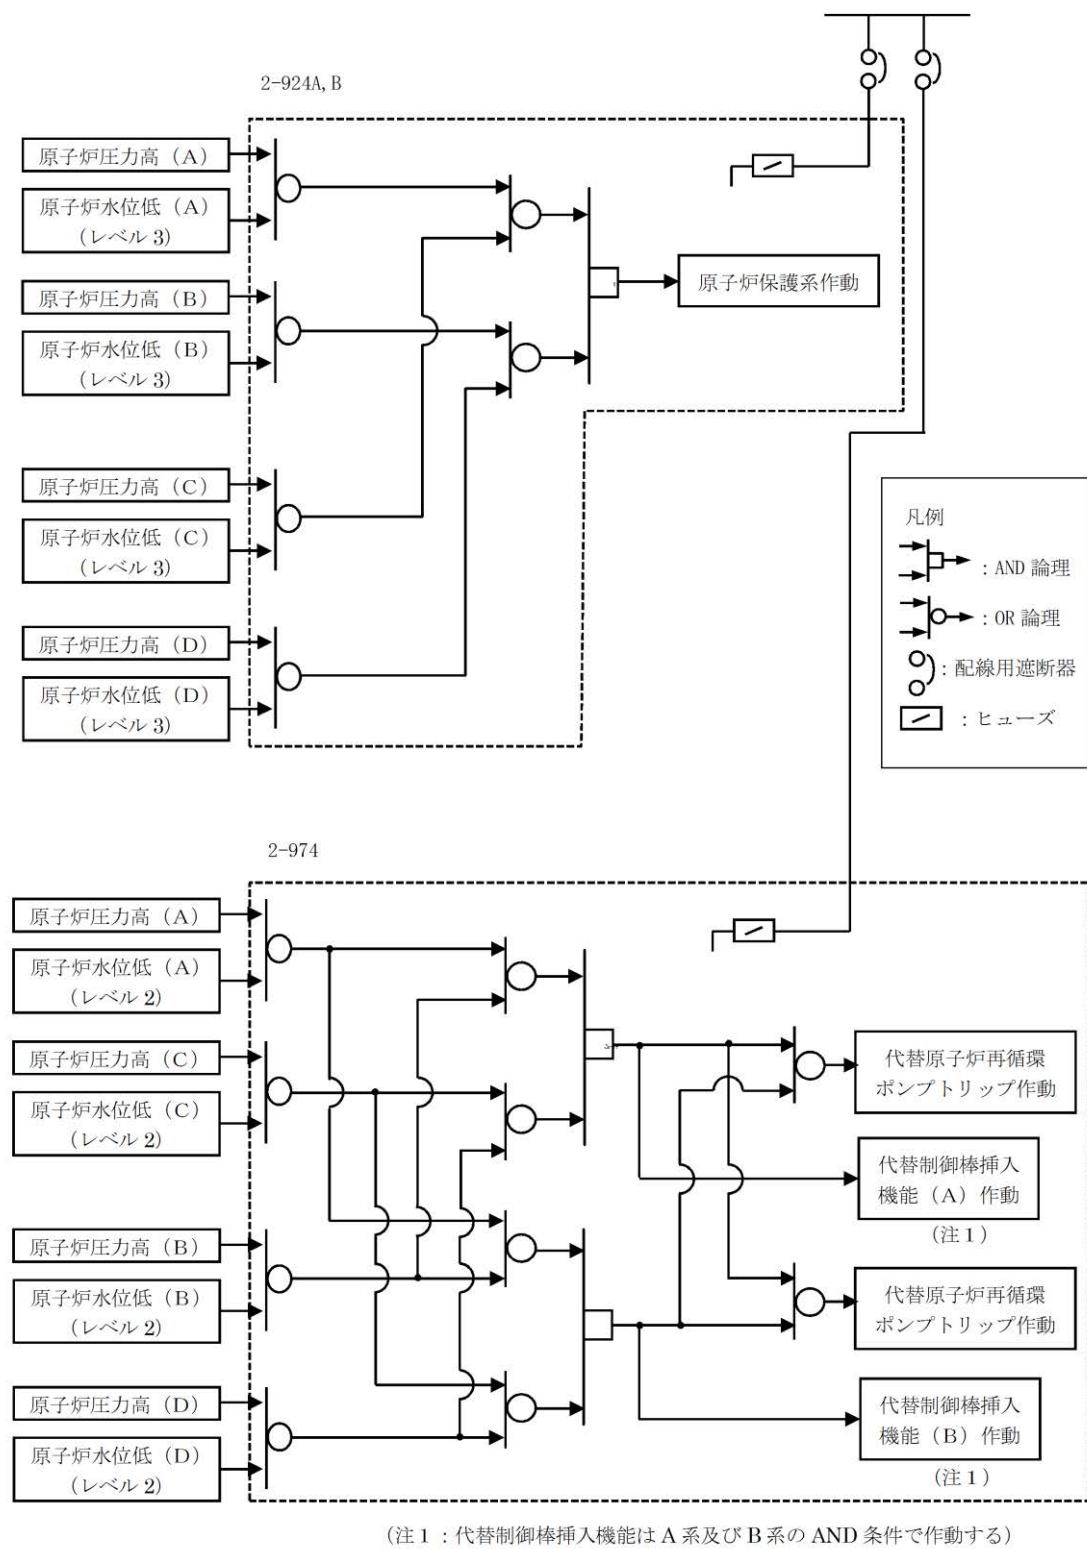 2-924A, B
原子炉圧力高(A)
原子炉水位低(A)
(レベル 3)
原子炉圧力高(B)
原子炉水位低(B)
(レベル 3)
原子炉保護系作動
原子炉圧力高(C)
原子炉水位低(C)
(レベル 3)
原子炉圧力高(D)
原子炉水位低(D)
(レベル 3)
凡例
:AND 論理
:OR 論理
:配線用遮断器
:ヒューズ
2-974
原子炉圧力高(A)
原子炉水位低(A)
(レベル 2)
原子炉圧力高(C)
原子炉水位低(C)
(レベル 2)
原子炉圧力高(B)
原子炉水位低(B)
(レベル 2)
原子炉圧力高(D)
原子炉水位低(D)
(レベル 2)
代替原子炉再循環
ポンプトリップ作動
代替制御棒挿入
機能(A)作動
(注1)
代替原子炉再循環
ポンプトリップ作動
代替制御棒挿入
機能(B)作動
(注1)
(注1:代替制御棒挿入機能は A 系及び B 系の AND 条件で作動する)